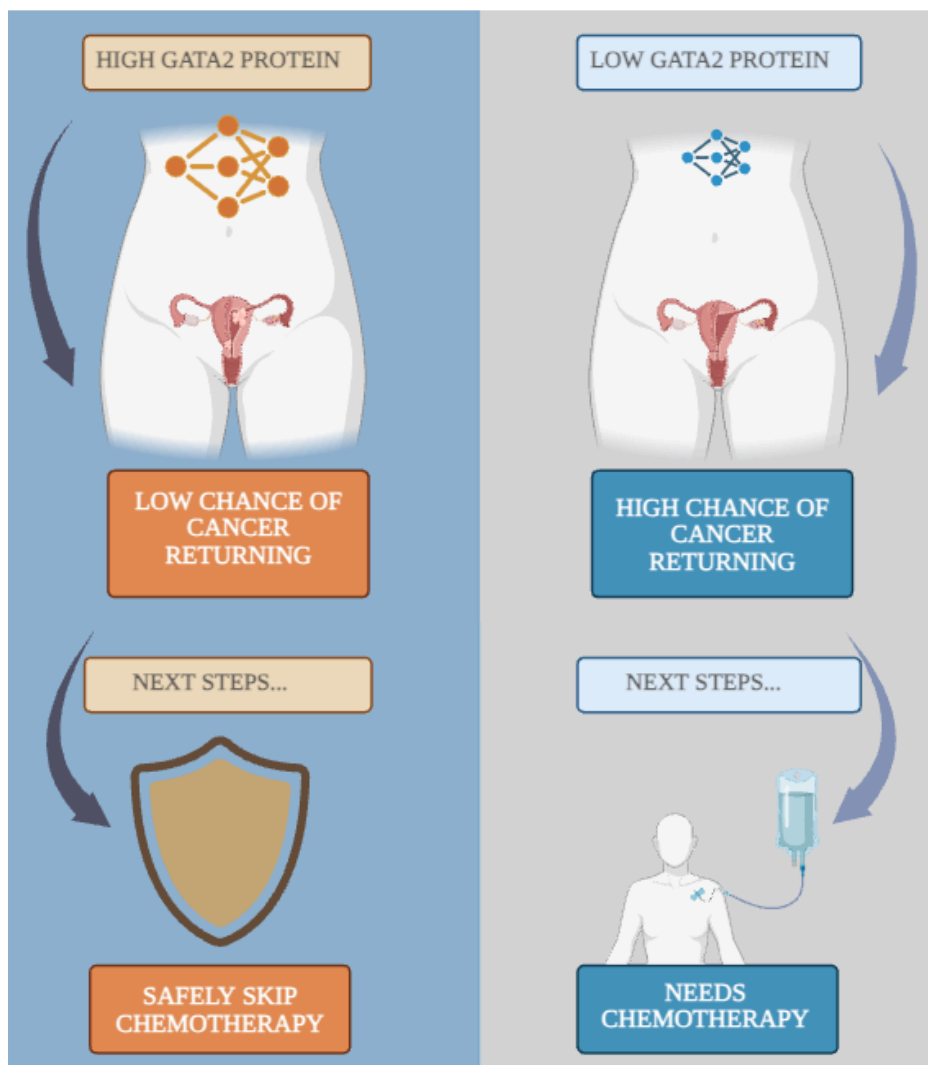 HIGH GATA2 PROTEIN
LOW CHANCE OF
CANCER
RETURNING
NEXT STEPS...
SAFELY SKIP
CHEMOTHERAPY
LOW GATA2 PROTEIN
HIGH CHANCE OF
CANCER
RETURNING
NEXT STEPS...
NEEDS
CHEMOTHERAPY